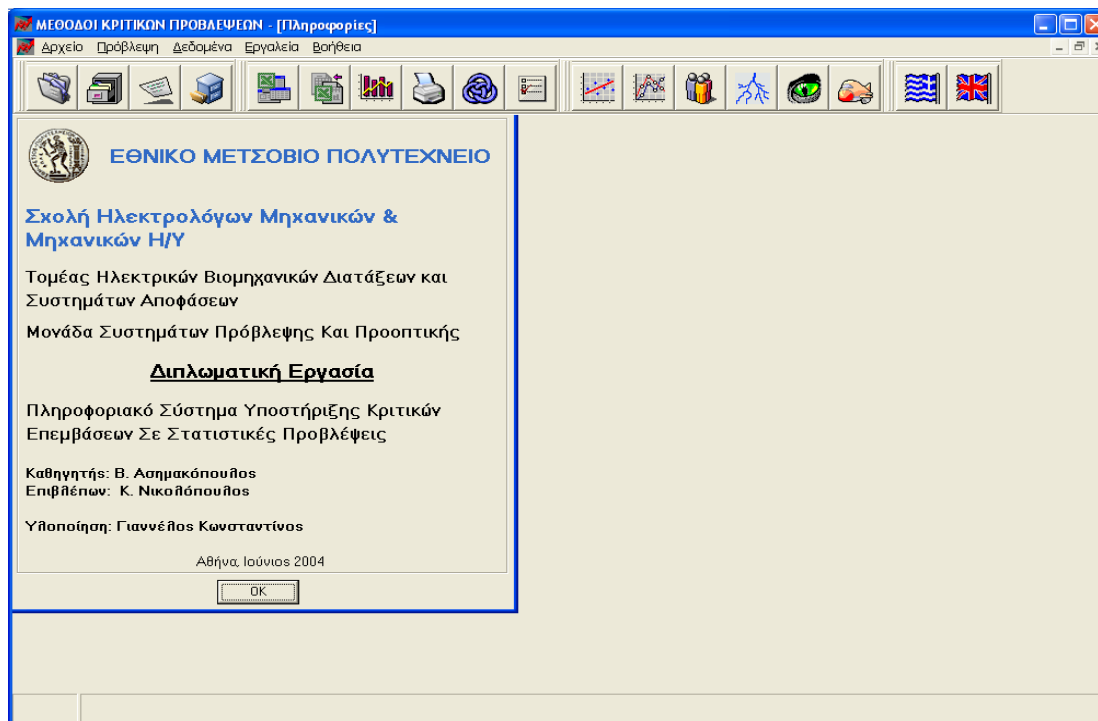 ΜΕΘΟΔΟΙ ΚΡΙΤΙΚΩΝ ΠΡΟΒΛΕΨΕΩΝ - [Πληροφορίες]
Αρχείο Πρόβλεψη Δεδομένα Εργαλεία Βοήθεια
ΕΘΝΙΚΟ ΜΕΤΣΟΒΙΟ ΠΟΛΥΤΕΧΝΕΙΟ
Σχολή Ηλεκτρολόγων Μηχανικών &
Μηχανικών Η/Υ
Τομέας Ηλεκτρικών Βιομηχανικών Διατάξεων και
Συστημάτων Αποφάσεων
Μονάδα Συστημάτων Πρόβλεψης Και Προοπτικής
Διπλωματική Εργασία
Πληροφοριακό Σύστημα Υποστήριξης Κριτικών
Επεμβάσεων Σε Στατιστικές Προβλέψεις
Καθηγητής: Β. Ασημακόπουλος
Επιβλέπων: Κ. Νικολόπουλος
Υλοποίηση: Γιαννέλος Κωνσταντίνος
Αθήνα, Ιούνιος 2004
OK